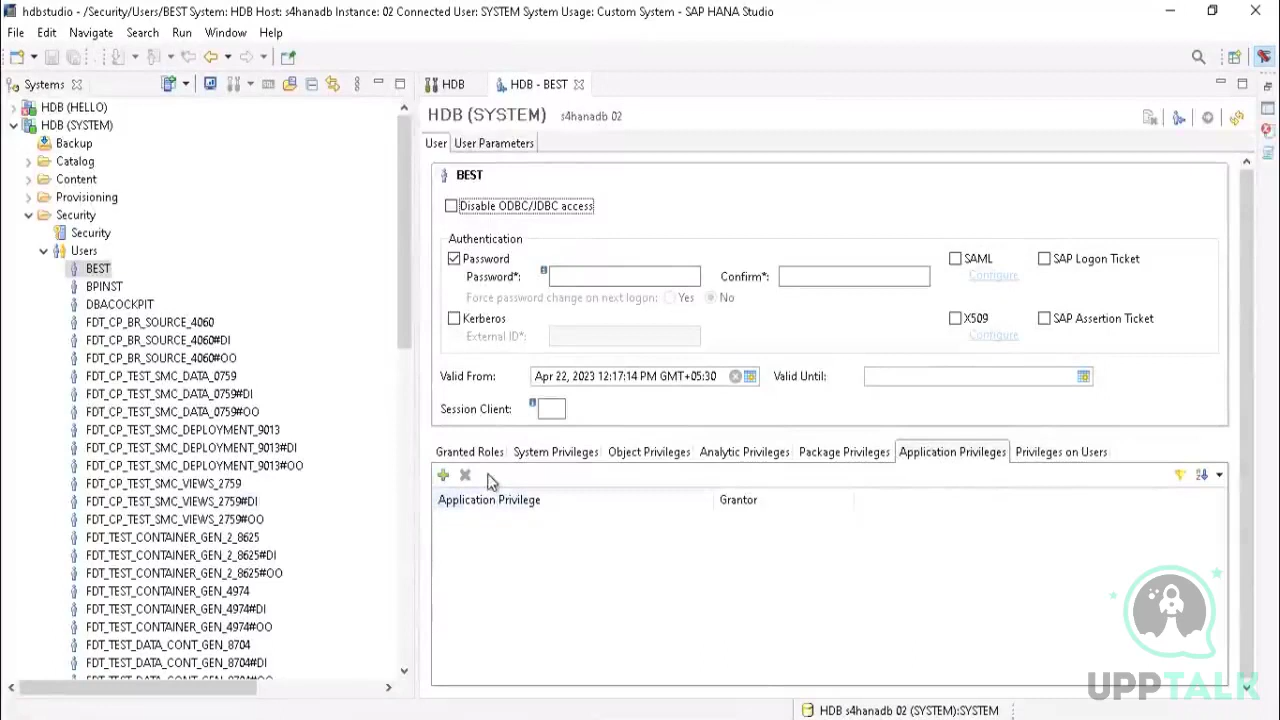 hdbstudio - /Security/Users/BEST System: HDB Host: s4hanadb Instance: 02 Connected User: SYSTEM System Usage: Custom System - SAP HANA Studio
File Edit Navigate Search Run Window Help
Systems
HDB (HELLO)
HDB (SYSTEM)
Backup
Catalog
Content
Provisioning
Security
Security
Users
BEST
BPINST
DBACOCKPIT
FDT_CP_BR_SOURCE_4060
FDT_CP_BR_SOURCE_4060#DI
FDT_CP_BR_SOURCE_4060#OO
FDT_CP_TEST_SMC_DATA_0759
FDT_CP_TEST_SMC_DATA_0759#DI
FDT_CP_TEST_SMC_DATA_0759#OO
FDT_CP_TEST_SMC_DEPLOYMENT_9013
FDT_CP_TEST_SMC_DEPLOYMENT_9013#DI
FDT_CP_TEST_SMC_DEPLOYMENT_9013#OO
FDT_CP_TEST_SMC_VIEWS_2759
FDT_CP_TEST_SMC_VIEWS_2759#DI
FDT_CP_TEST_SMC_VIEWS_2759#OO
FDT_TEST_CONTAINER_GEN_2_8625
FDT_TEST_CONTAINER_GEN_2_8625#DI
FDT_TEST_CONTAINER_GEN_2_8625#OO
FDT_TEST_CONTAINER_GEN_4974
FDT_TEST_CONTAINER_GEN_4974#DI
FDT_TEST_CONTAINER_GEN_4974#OO
FDT_TEST_DATA_CONT_GEN_8704
FDT_TEST_DATA_CONT_GEN_8704#DI
HDB HDB - BEST
HDB (SYSTEM) s4hanadb 02
User User Parameters
BEST
Disable ODBC/JDBC access
Authentication
Password SAML SAP Logon Ticket
Password*: Confirm*: Configure
Force password change on next logon: Yes No
Kerberos X509 SAP Assertion Ticket
External ID*: Configure
Valid From: Apr 22, 2023 12:17:14 PM GMT+05:30 Valid Until:
Session Client:
Granted Roles System Privileges Object Privileges Analytic Privileges Package Privileges Application Privileges Privileges on Users
Application Privilege Grantor
UPPTALK
HDB s4hanadb 02 (SYSTEM):SYSTEM